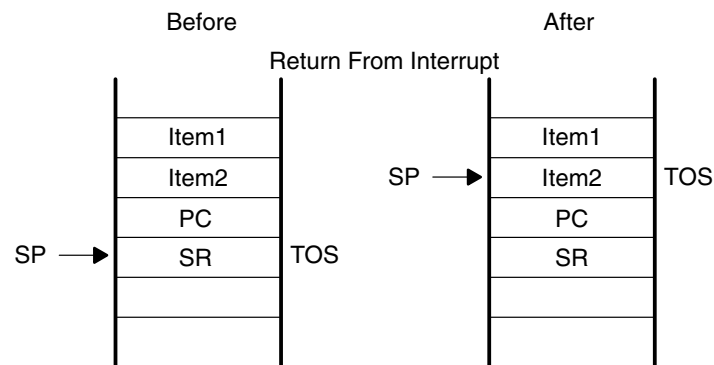 Before After
Return From Interrupt
Item1 Item1
SP Item2 Item2 TOS
PC PC
SP SR TOS SR